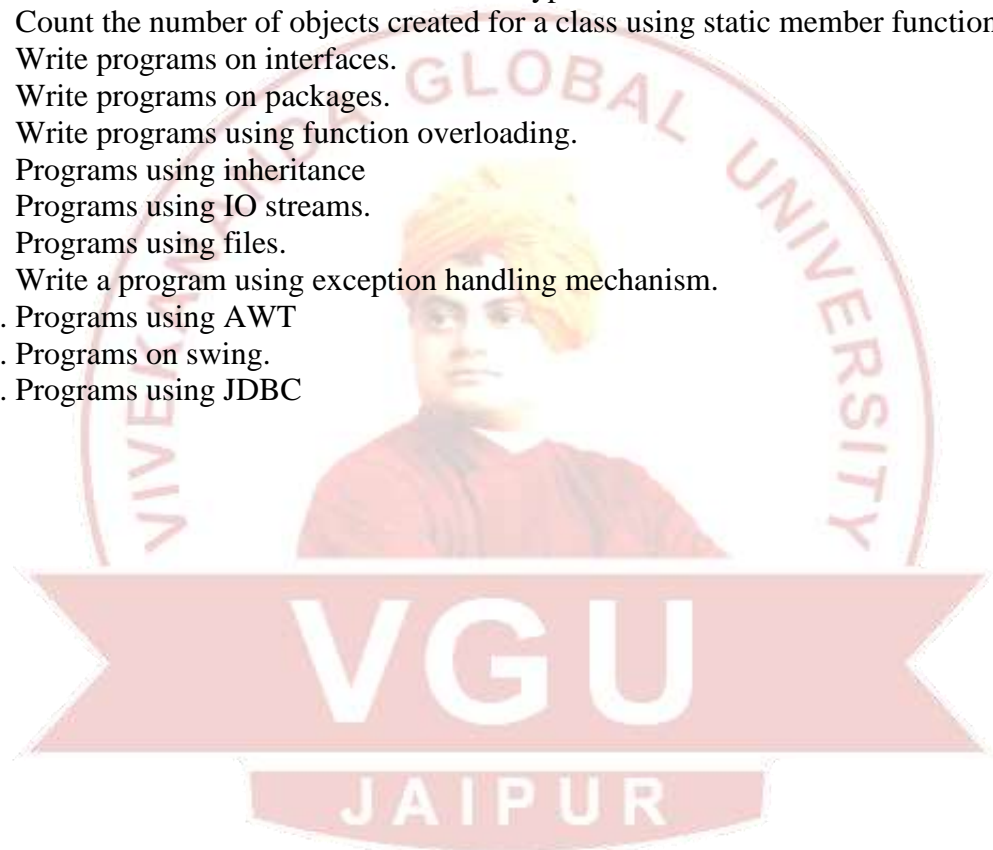 Count the number of objects created for a class using static member function
Write programs on interfaces.
Write programs on packages.
Write programs using function overloading.
Programs using inheritance
Programs using IO streams.
Programs using files.
Write a program using exception handling mechanism.
. Programs using AWT
. Programs on swing.
. Programs using JDBC
VIVEKANANDA GLOBAL UNIVERSITY
VGU
JAIPUR